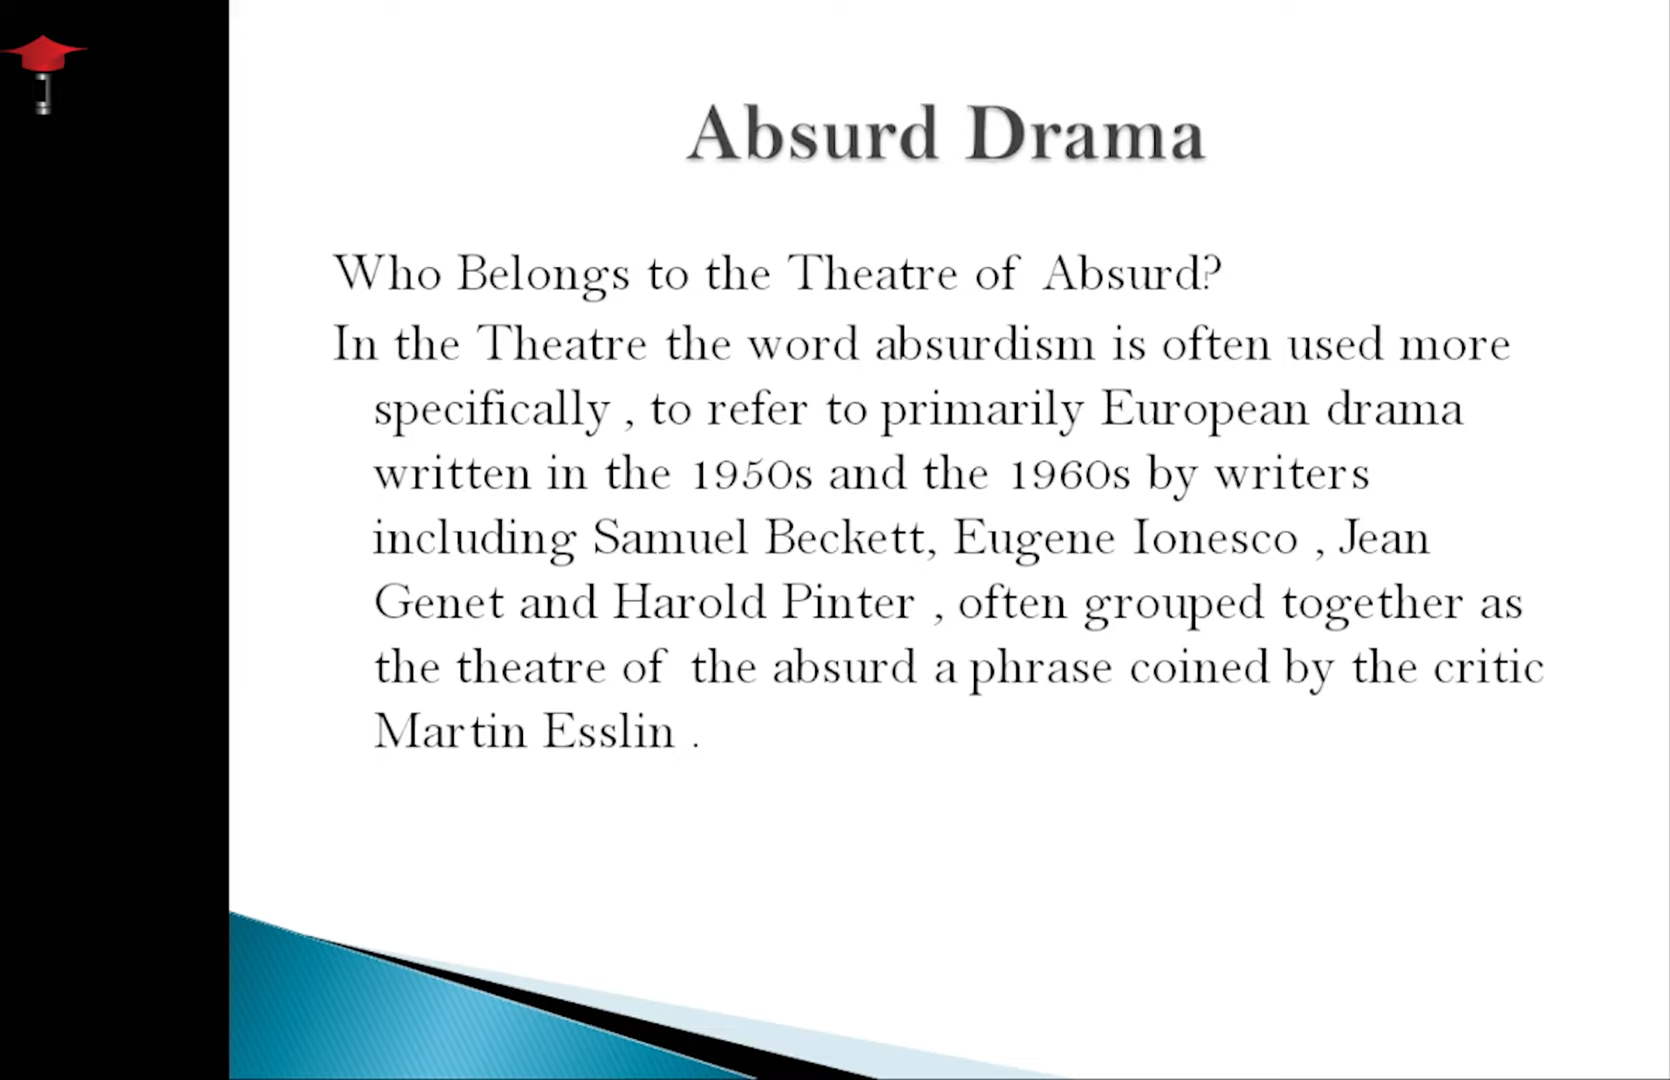 Absurd Drama
Who Belongs to the Theatre of Absurd?
In the Theatre the word absurdism is often used more
specifically , to refer to primarily European drama
written in the 1950s and the 1960s by writers
including Samuel Beckett, Eugene Ionesco , Jean
Genet and Harold Pinter , often grouped together as
the theatre of the absurd a phrase coined by the critic
Martin Esslin .